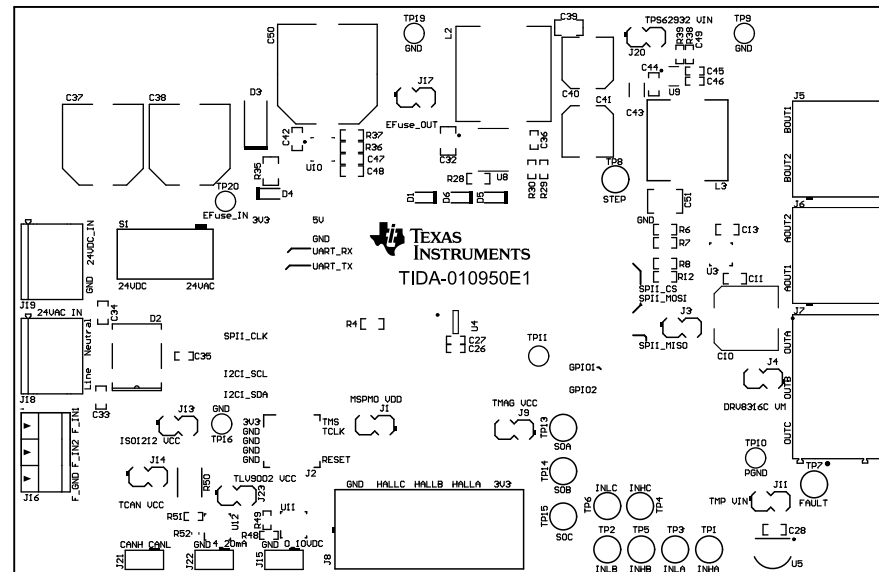 C50
TP19
GND
L2
C39
TPS62932 VIN
J20
R39
R38
C49
TP9
GND
C37
C38
D3
J17
EFuse_OUT
C40
C41
C44
C43
U9
C45
C46
J5
BOUT1
BOUT2
C42
U10
R37
R36
C47
C48
R35
C32
R28
U8
C36
R30
R29
TP8
STEP
L3
TP20
EFuse_IN
D4
D1
D6
D5
GND
C51
J6
3V3
5V
24VDC_IN
GND
J19
S1
24VDC
24VAC
GND
UART_RX
UART_TX
TEXAS
INSTRUMENTS
TIDA-010950E1
R6
R7
R8
R12
C13
U3
C11
AOUT2
AOUT1
SPI1_CS
SPI1_MOSI
J3
SPI1_MISO
C10
J7
24VAC IN
Neutral
Line
J18
C34
D2
C35
C33
SPI1_CLK
I2C1_SCL
I2C1_SDA
R4
U4
C27
C26
TP11
GPIO1
GPIO2
OUTA
OUTB
OUTC
J4
DRV8316C VM
F_IN1
F_IN2
F_GND
J16
J13
ISO1212 VCC
GND
TP16
3V3
GND
GND
GND
GND
TMS
TCLK
RESET
J2
MSPM0 VDD
J1
TMAG VCC
J9
TP13
SOA
TP14
SOB
TP15
SOC
TP10
PGND
TP7
FAULT
J14
TCAN VCC
R50
TLV9002 VCC
J23
R51
R52
U12
R49
R48
U11
GND
HALLC
HALLB
HALLA
3V3
J8
INLC
INHC
TP6
TP4
TP2
TP5
TP3
TP1
INLB
INHB
INLA
INHA
TMP VIN
J11
C28
U5
CANH
CANL
J21
GND
4_20mA
J22
GND
0_10VDC
J15